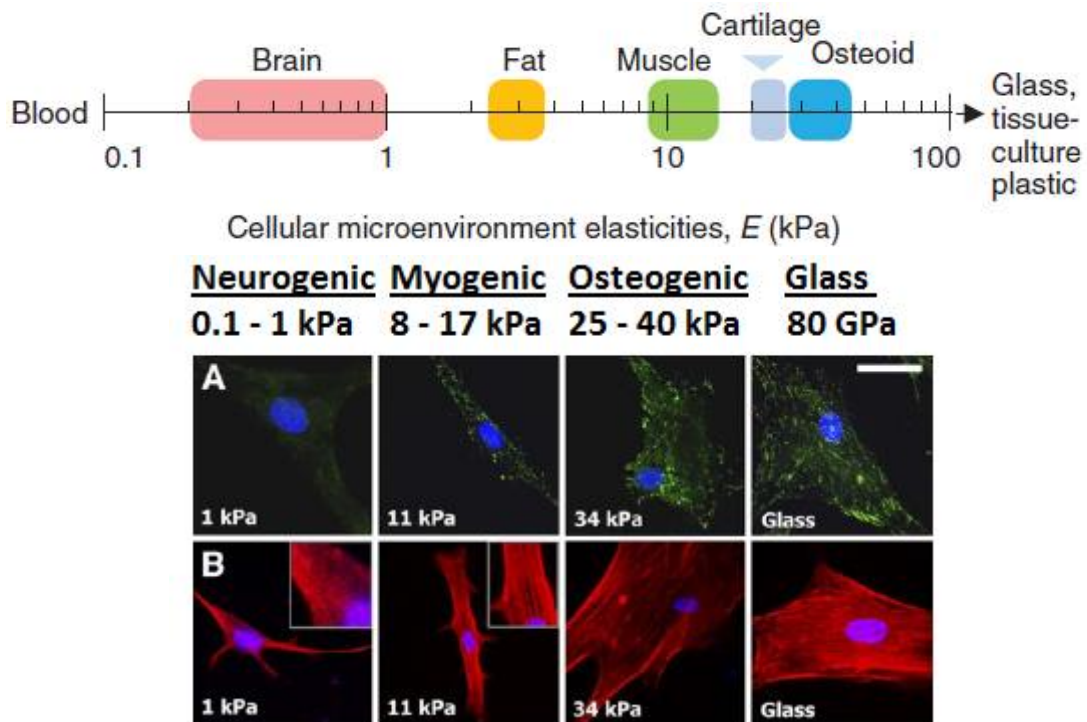 Cartilage
Brain Fat Muscle Osteoid
Blood
Glass,
tissue-
culture
plastic
0.1 1 10 100
Cellular microenvironment elasticities, E (kPa)
Neurogenic Myogenic Osteogenic Glass
0.1 - 1 kPa 8 - 17 kPa 25 - 40 kPa 80 GPa
A
1 kPa 11 kPa 34 kPa Glass
B
1 kPa 11 kPa 34 kPa Glass